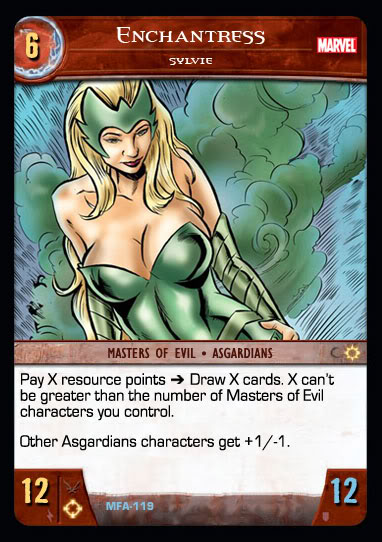 6
ENCHANTRESS
SYLVIE
MARVEL
MASTERS OF EVIL • ASGARDIANS
C
Pay X resource points ➔ Draw X cards. X can't
be greater than the number of Masters of Evil
characters you control.
Other Asgardians characters get +1/-1.
12
MFA-119
12